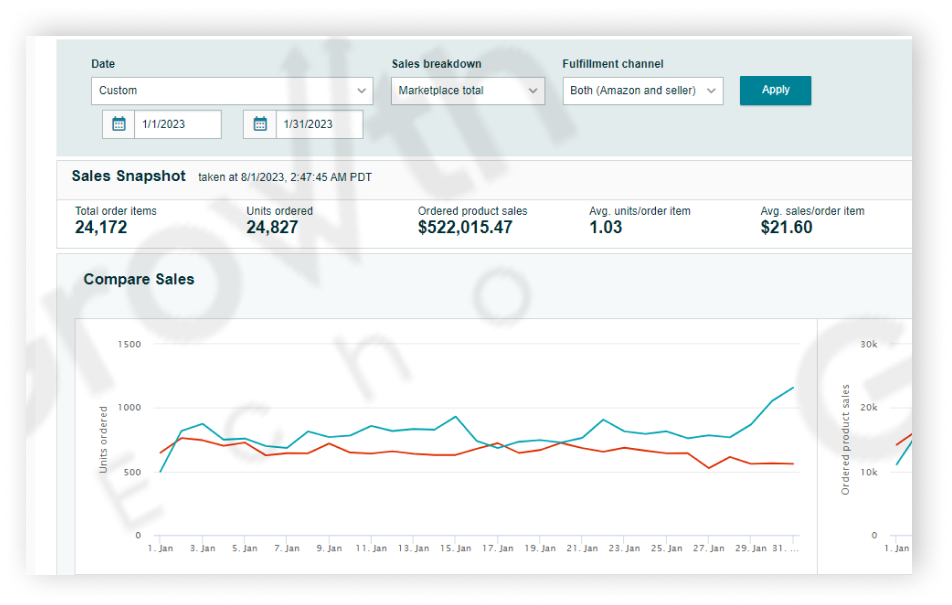 Date
Sales breakdown
Fulfillment channel
Custom
Marketplace total
Both (Amazon and seller)
Apply
1/1/2023
1/31/2023
Sales Snapshot taken at 8/1/2023, 2:47:45 AM PDT
Total order items
Units ordered
Ordered product sales
Avg. units/order item
Avg. sales/order item
24,172
24,827
$522,015.47
1.03
$21.60
Compare Sales
Units ordered
1500
1000
500
0
1. Jan 3. Jan 5. Jan 7. Jan 9. Jan 11. Jan 13. Jan 15. Jan 17. Jan 19. Jan 21. Jan 23. Jan 25. Jan 27. Jan 29. Jan 31. ...
Ordered product sales
30k
20k
10k
0
1. Jan
Growth
Echo
G